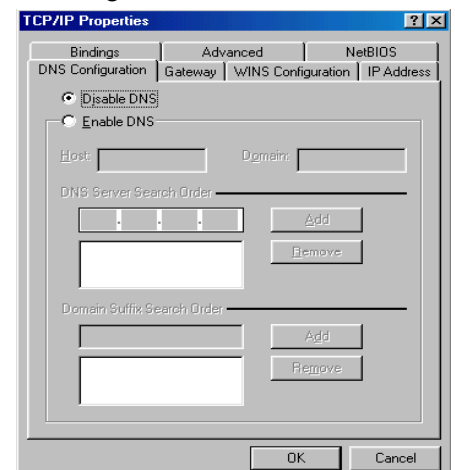 TCP/IP Properties
Bindings Advanced NetBIOS
DNS Configuration Gateway WINS Configuration IP Address
Disable DNS
Enable DNS
Host: Domain:
DNS Server Search Order
Add
Remove
Domain Suffix Search Order
Add
Remove
OK Cancel